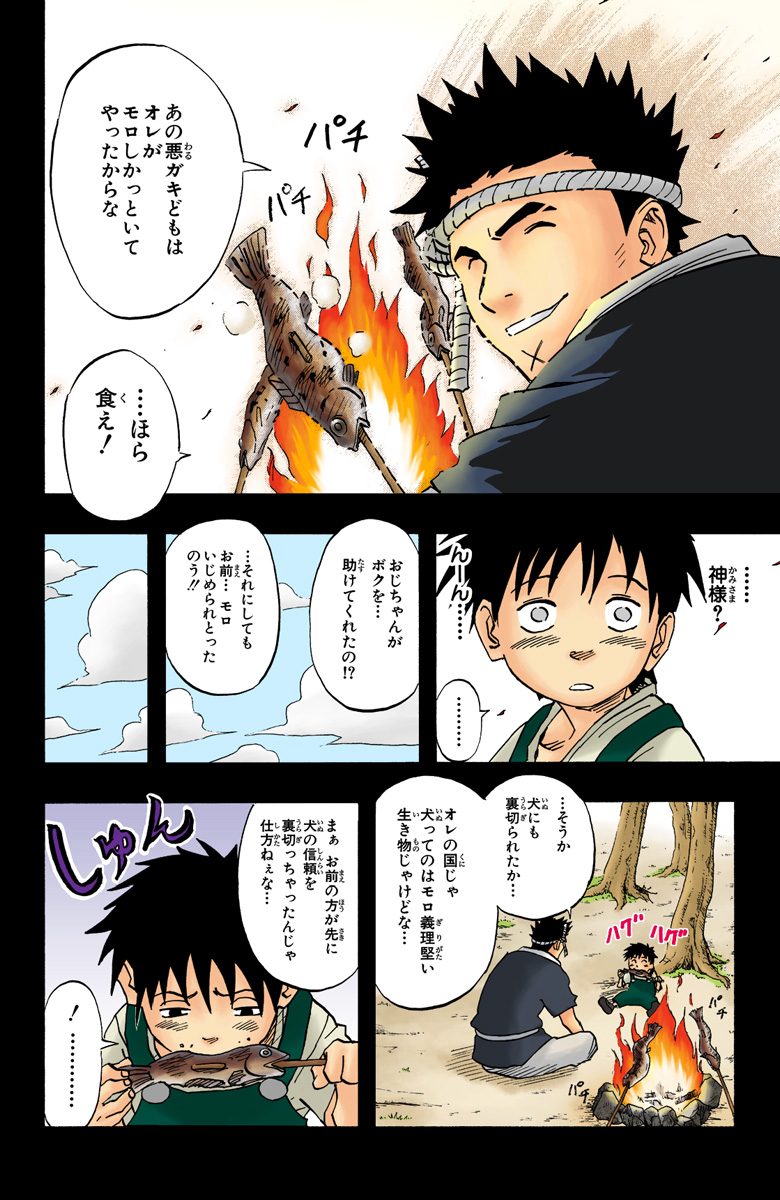 あの悪ガキどもは
オレが
モロしかっといて
やったからな
パチ
パチ
……ほら
食え！
……
神様？
んーん……
………
おじちゃんが
ボクを…
助けてくれたの!?
…それにしても
お前… モロ
いじめられとった
のう!!
…そうか
犬にも
裏切られたか…
オレの国じゃ
犬ってのはモロ義理堅い
生き物じゃけどな…
ハグ
ハグ
パチ
パチ
まぁ お前の方が先に
犬の信頼を
裏切っちゃったんじゃ
仕方ねぇな…
しゅん
！…………